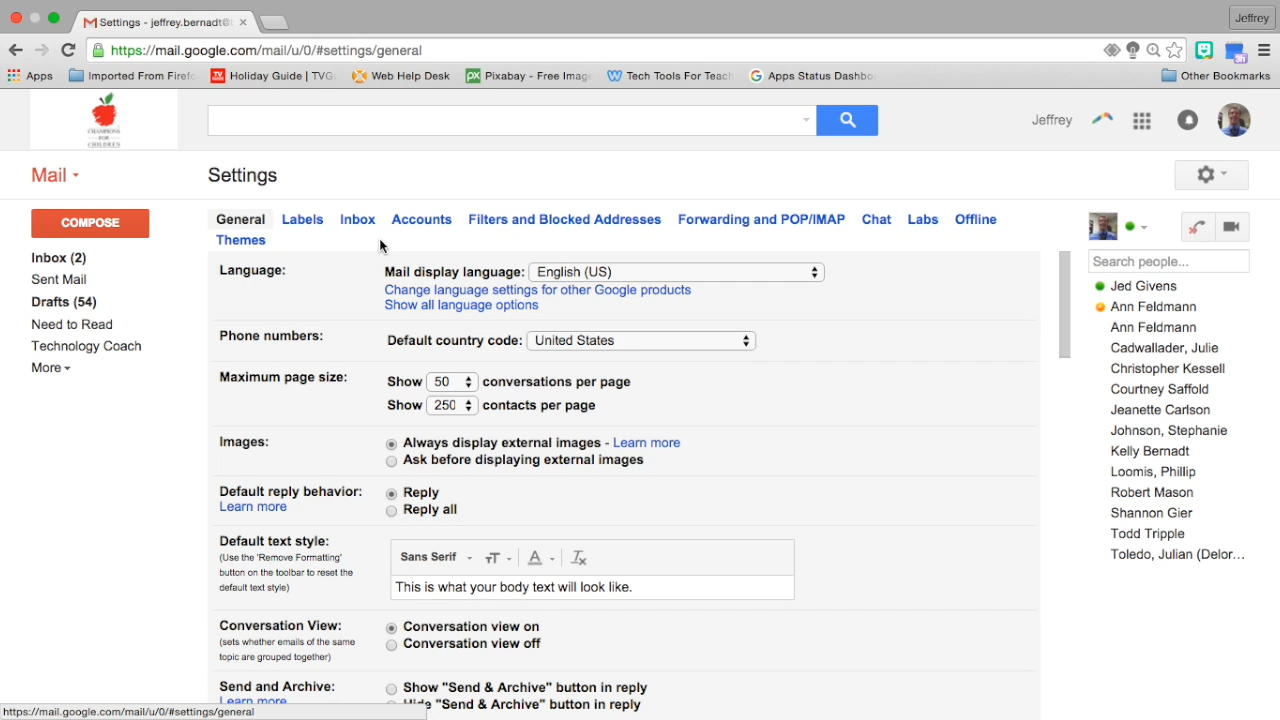 Settings - jeffrey.bernadt@
Jeffrey
https://mail.google.com/mail/u/0/#settings/general
Apps
Imported From Firefo
Holiday Guide | TVG
Web Help Desk
Pixabay - Free Imag
Tech Tools For Teach
Apps Status Dashbo
Other Bookmarks
CHAMPIONS
FOR
CHILDREN
Jeffrey
Mail
Settings
COMPOSE
General Labels Inbox Accounts Filters and Blocked Addresses Forwarding and POP/IMAP Chat Labs Offline
Themes
Inbox (2)
Sent Mail
Drafts (54)
Need to Read
Technology Coach
More
Language:
Mail display language: English (US)
Change language settings for other Google products
Show all language options
Phone numbers:
Default country code: United States
Maximum page size:
Show 50 conversations per page
Show 250 contacts per page
Images:
Always display external images - Learn more
Ask before displaying external images
Default reply behavior:
Learn more
Reply
Reply all
Default text style:
(Use the 'Remove Formatting'
button on the toolbar to reset the
default text style)
Sans Serif
This is what your body text will look like.
Conversation View:
(sets whether emails of the same
topic are grouped together)
Conversation view on
Conversation view off
Send and Archive:
Learn more
Show "Send & Archive" button in reply
Hide "Send & Archive" button in reply
Search people...
Jed Givens
Ann Feldmann
Ann Feldmann
Cadwallader, Julie
Christopher Kessell
Courtney Saffold
Jeanette Carlson
Johnson, Stephanie
Kelly Bernadt
Loomis, Phillip
Robert Mason
Shannon Gier
Todd Tripple
Toledo, Julian (Delor…
https://mail.google.com/mail/u/0/#settings/general